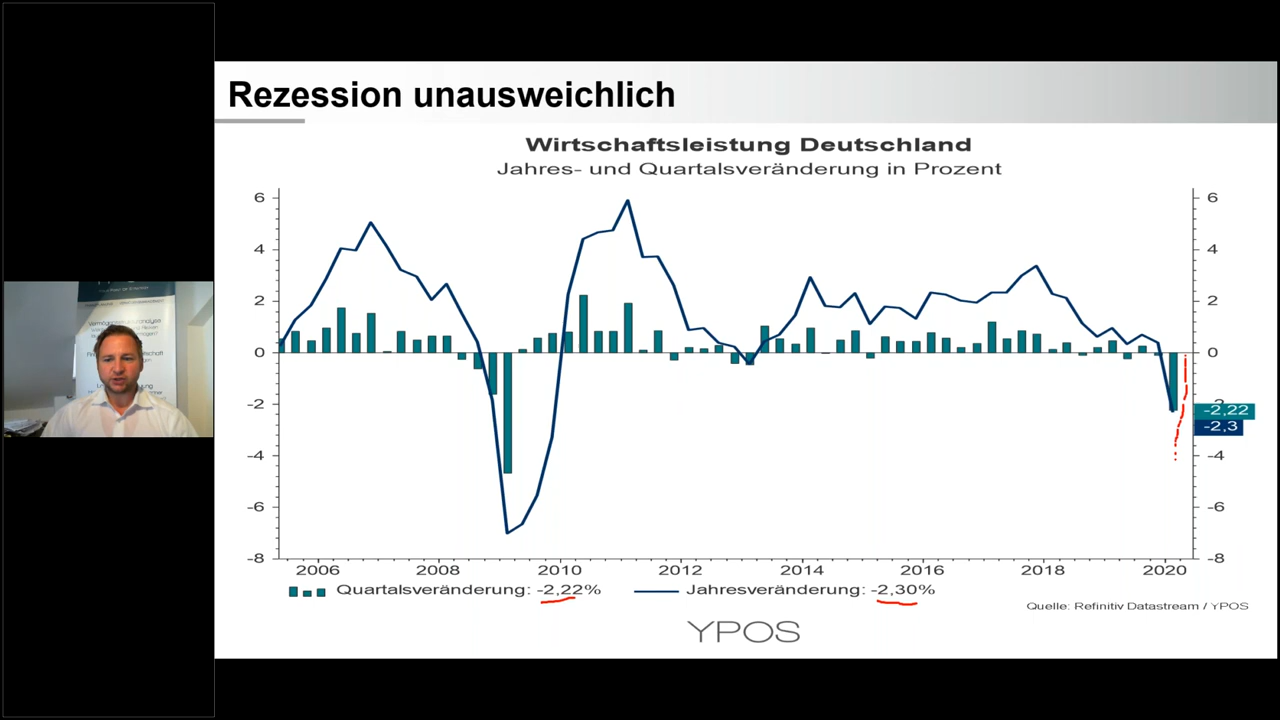 Rezession unausweichlich
Wirtschaftsleistung Deutschland
Jahres- und Quartalsveränderung in Prozent
6 6
4 4
2 2
0 0
-2 2
-2,22
-2,3
-4 -4
-6 -6
-8 -8
2006 2008 2010 2012 2014 2016 2018 2020
Quartalsveränderung: -2,22% Jahresveränderung: -2,30%
Quelle: Refinitiv Datastream / YPOS
YPOS
Vermögensstrukturanalyse